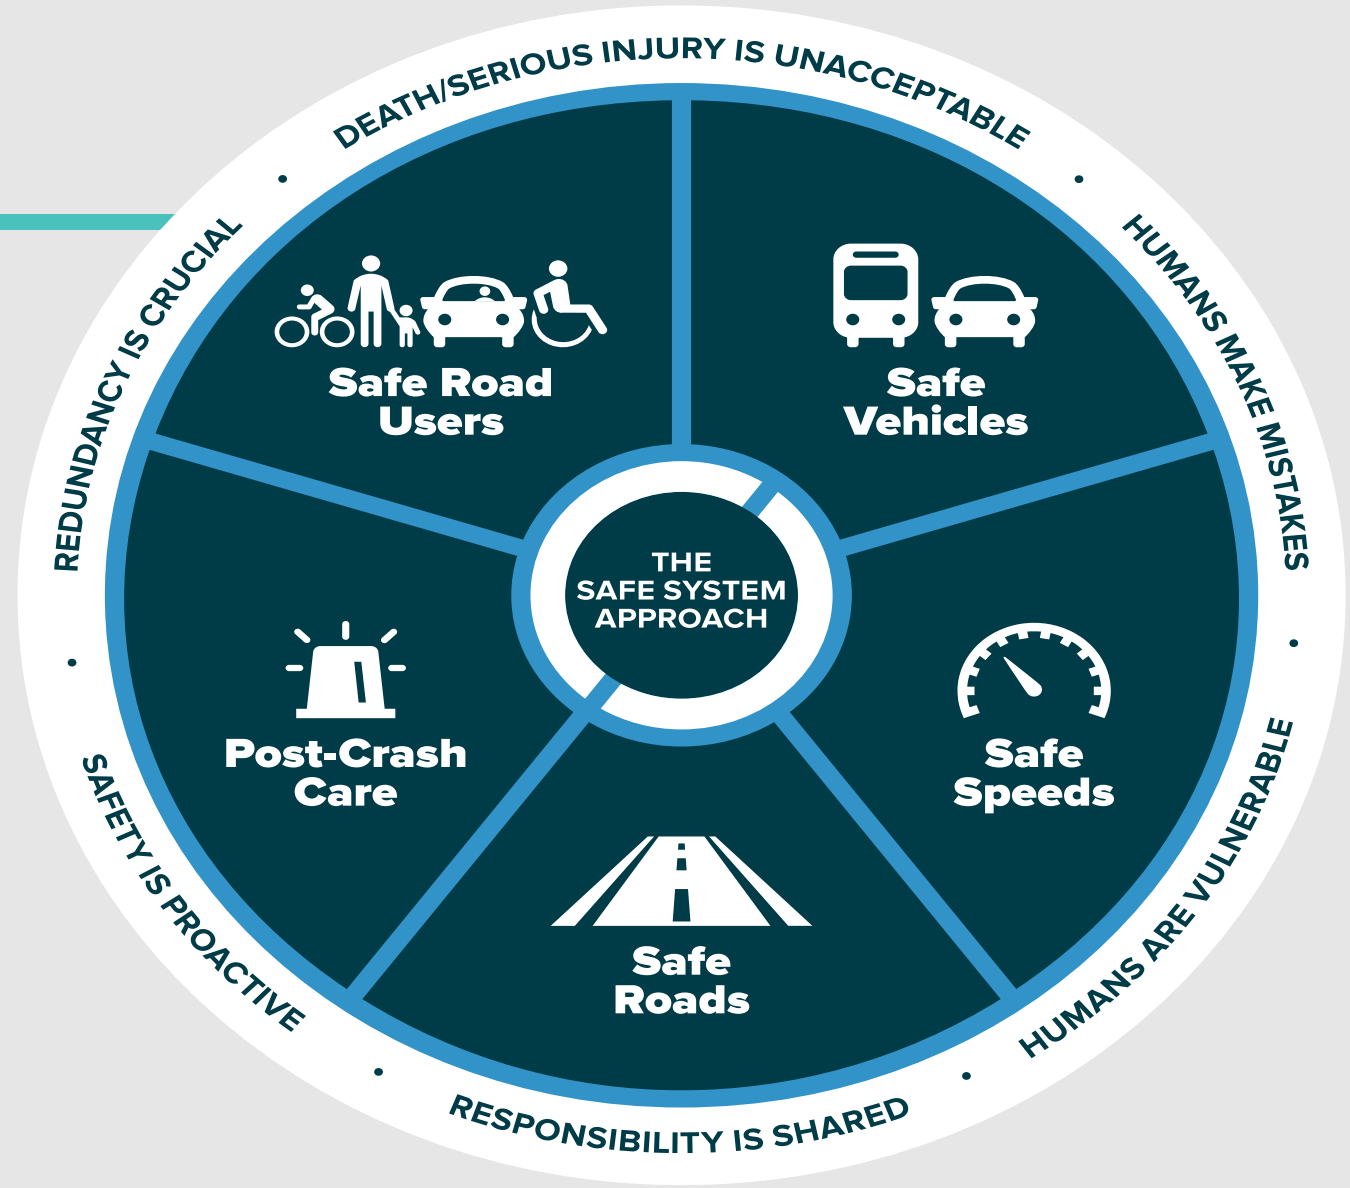 DEATH/SERIOUS INJURY IS UNACCEPTABLE
HUMANS MAKE MISTAKES
HUMANS ARE VULNERABLE
RESPONSIBILITY IS SHARED
SAFETY IS PROACTIVE
REDUNDANCY IS CRUCIAL
Safe Road
Users
Safe
Vehicles
Safe
Speeds
Safe
Roads
Post-Crash
Care
THE
SAFE SYSTEM
APPROACH